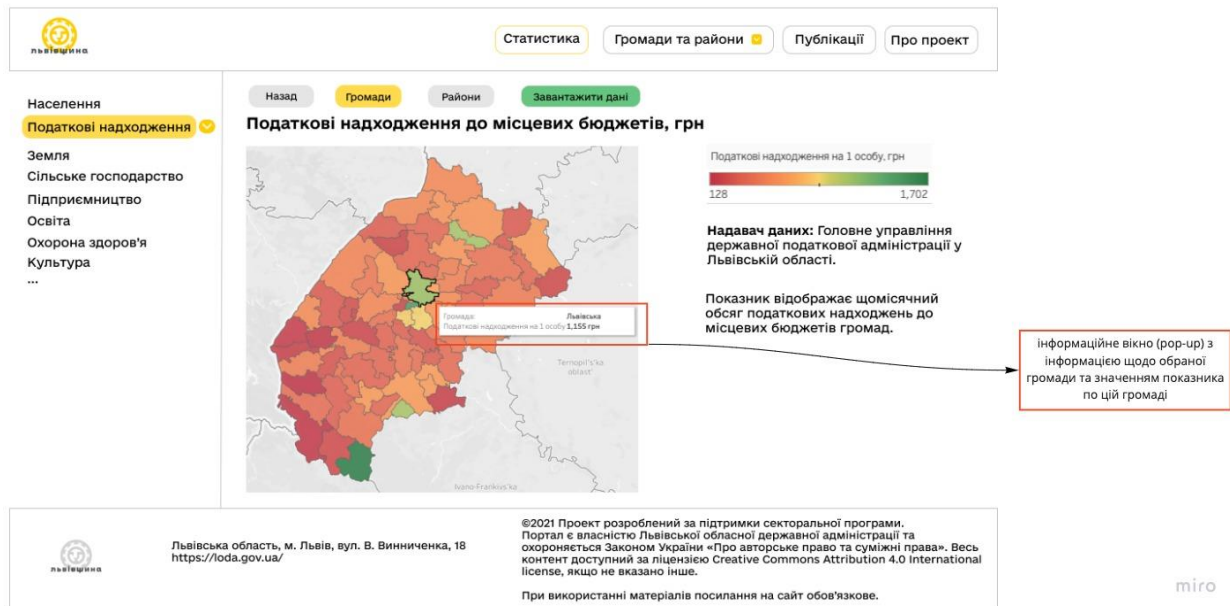 ЛЬВІВЩИНА
Статистика
Громади та райони
Публікації
Про проект
Населення
Податкові надходження
Земля
Сільське господарство
Підприємництво
Освіта
Охорона здоров'я
Культура
...
Назад
Громади
Райони
Завантажити дані
Податкові надходження до місцевих бюджетів, грн
Громада: Львівська
Податкові надходження на 1 особу 1,155 грн
Ternopil's'ka
oblast'
Ivano-Frankivs'ka
Податкові надходження на 1 особу, грн
128 1,702
Надавач даних: Головне управління
державної податкової адміністрації у
Львівській області.
Показник відображає щомісячний
обсяг податкових надходжень до
місцевих бюджетів громад.
інформаційне вікно (pop-up) з
інформацією щодо обраної
громади та значенням показника
по цій громаді
ЛЬВІВЩИНА
Львівська область, м. Львів, вул. В. Винниченка, 18
https://loda.gov.ua/
©2021 Проект розроблений за підтримки секторальної програми.
Портал є власністю Львівської обласної державної адміністрації та
охороняється Законом України «Про авторське право та суміжні права». Весь
контент доступний за ліцензією Creative Commons Attribution 4.0 International
license, якщо не вказано інше.
При використанні матеріалів посилання на сайт обов'язкове.
miro